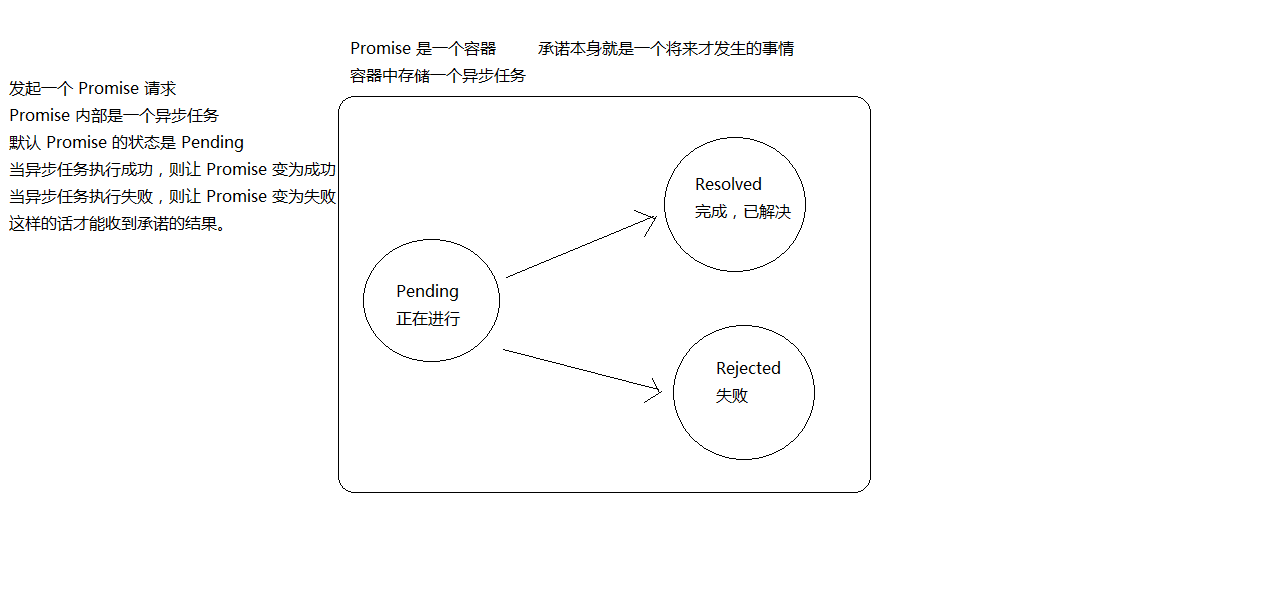 Promise 是一个容器 承诺本身就是一个将来才发生的事情
容器中存储一个异步任务
发起一个 Promise 请求
Promise 内部是一个异步任务
默认 Promise 的状态是 Pending
当异步任务执行成功，则让 Promise 变为成功
当异步任务执行失败，则让 Promise 变为失败
这样的话才能收到承诺的结果。
Pending
正在进行
Resolved
完成，已解决
Rejected
失败